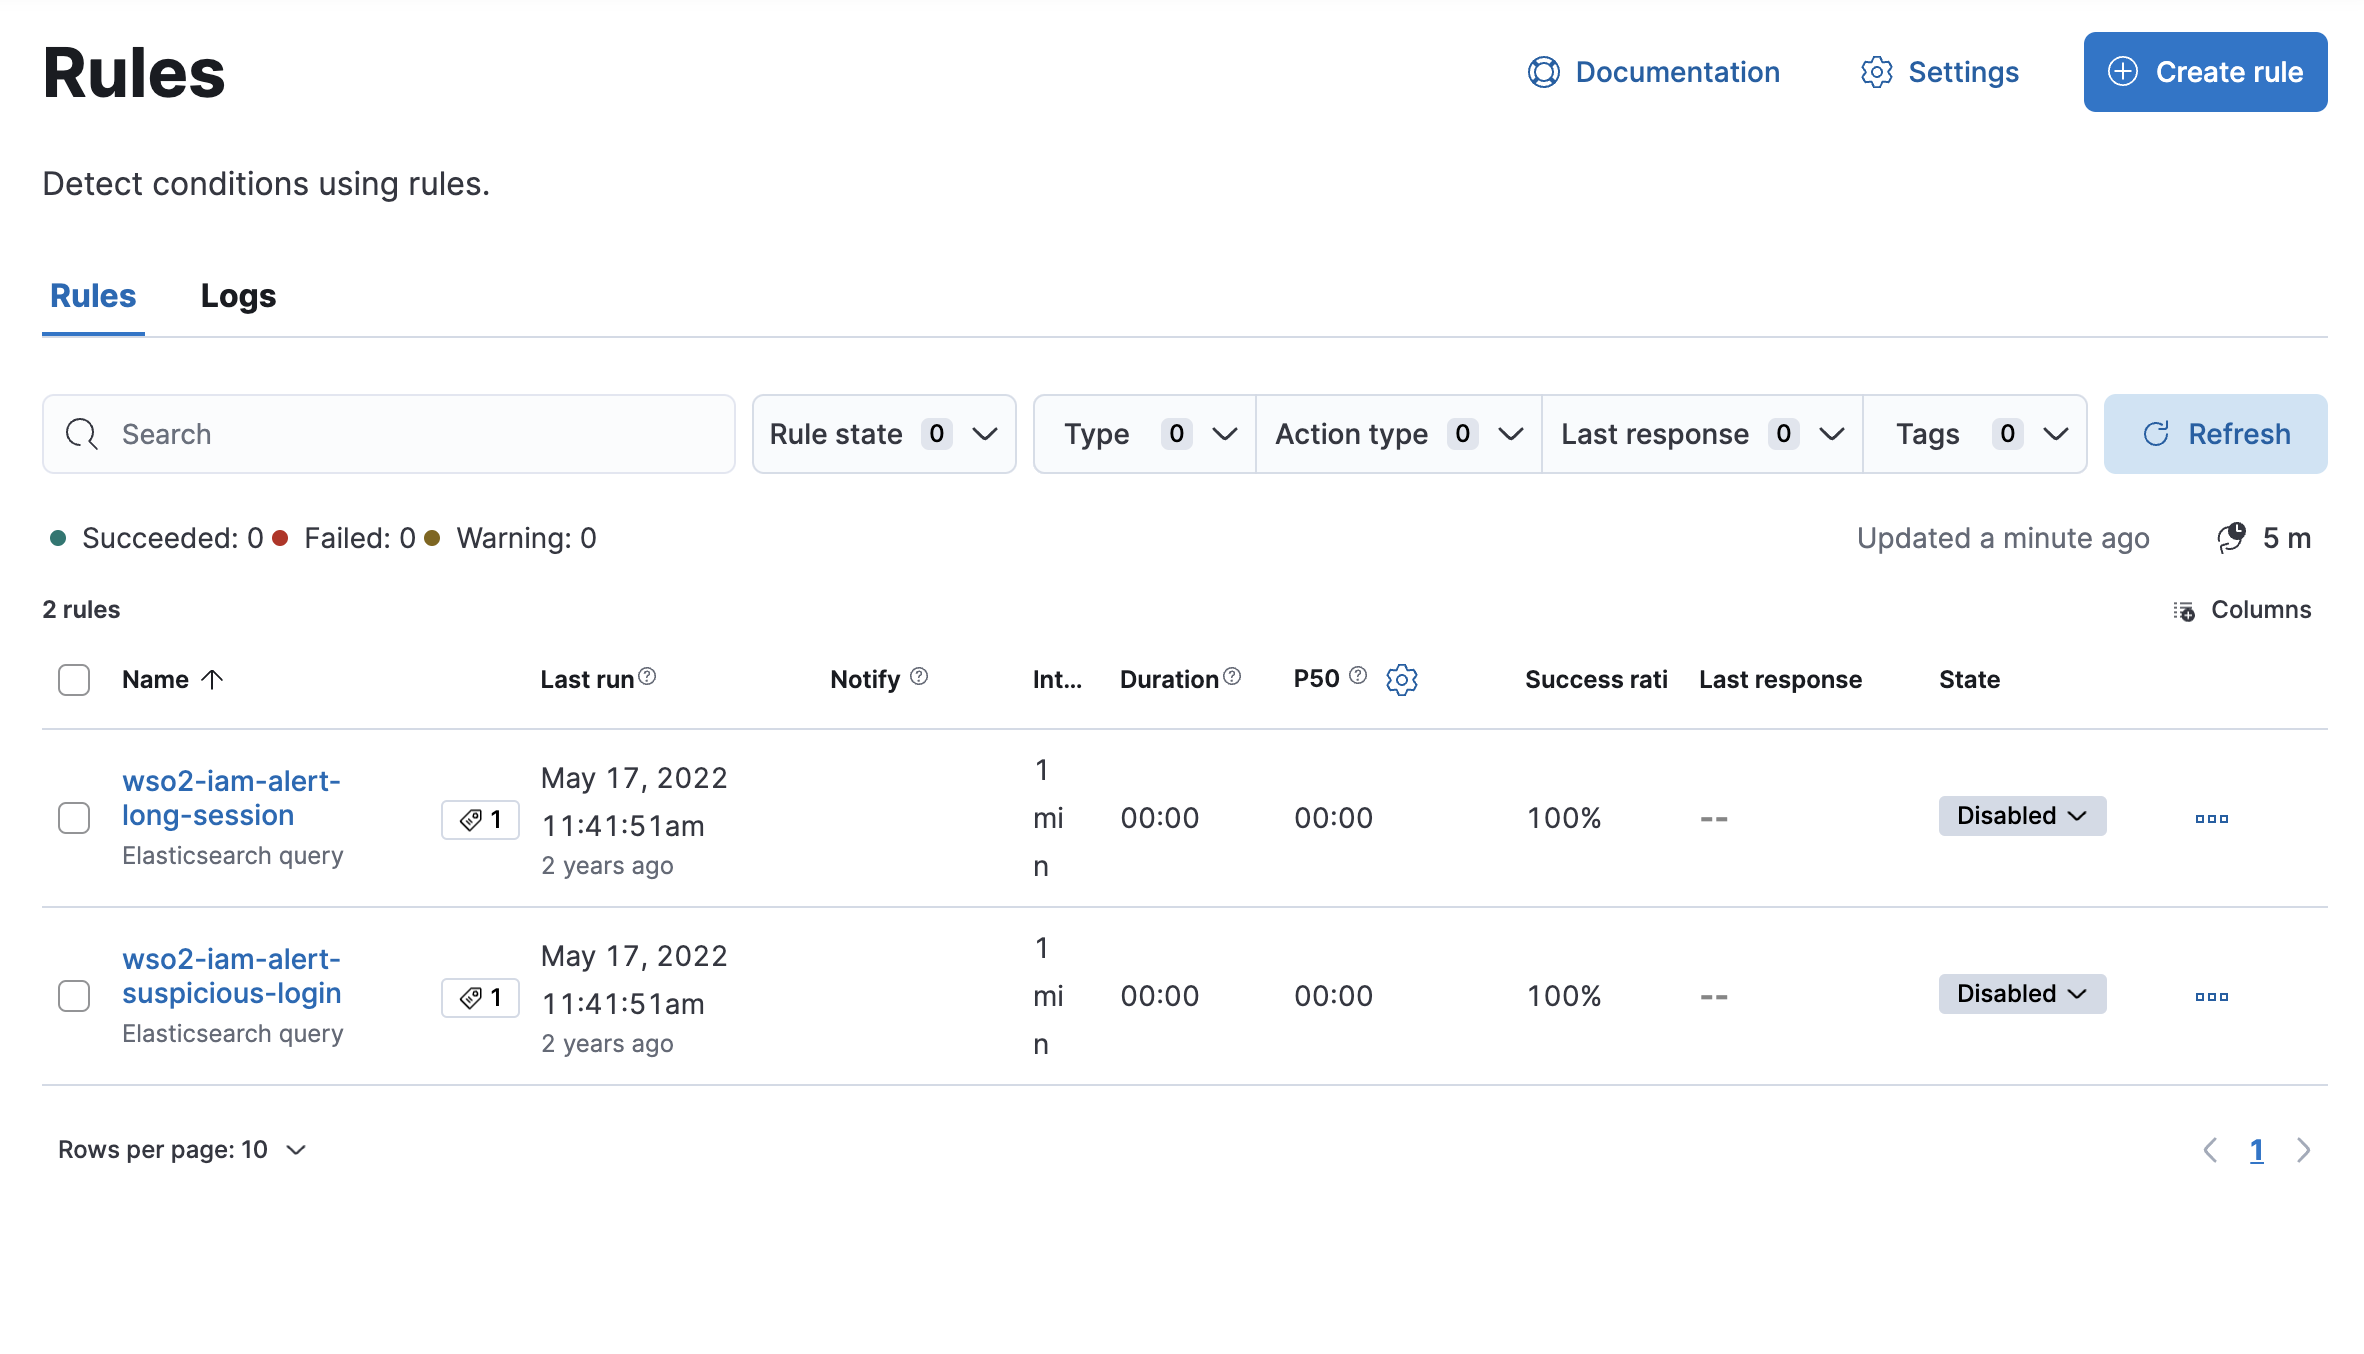 Rules
Documentation
Settings
Create rule
Detect conditions using rules.
Rules
Logs
Search
Rule state 0
Type 0
Action type 0
Last response 0
Tags 0
Refresh
Succeeded: 0 Failed: 0 Warning: 0
Updated a minute ago
5 m
2 rules
Columns
Name
Last run
Notify
Int...
Duration
P50
Success rati
Last response
State
wso2-iam-alert-
long-session
Elasticsearch query
1
May 17, 2022
11:41:51am
2 years ago
1
mi
n
00:00
00:00
100%
--
Disabled
wso2-iam-alert-
suspicious-login
Elasticsearch query
1
May 17, 2022
11:41:51am
2 years ago
1
mi
n
00:00
00:00
100%
--
Disabled
Rows per page: 10
1